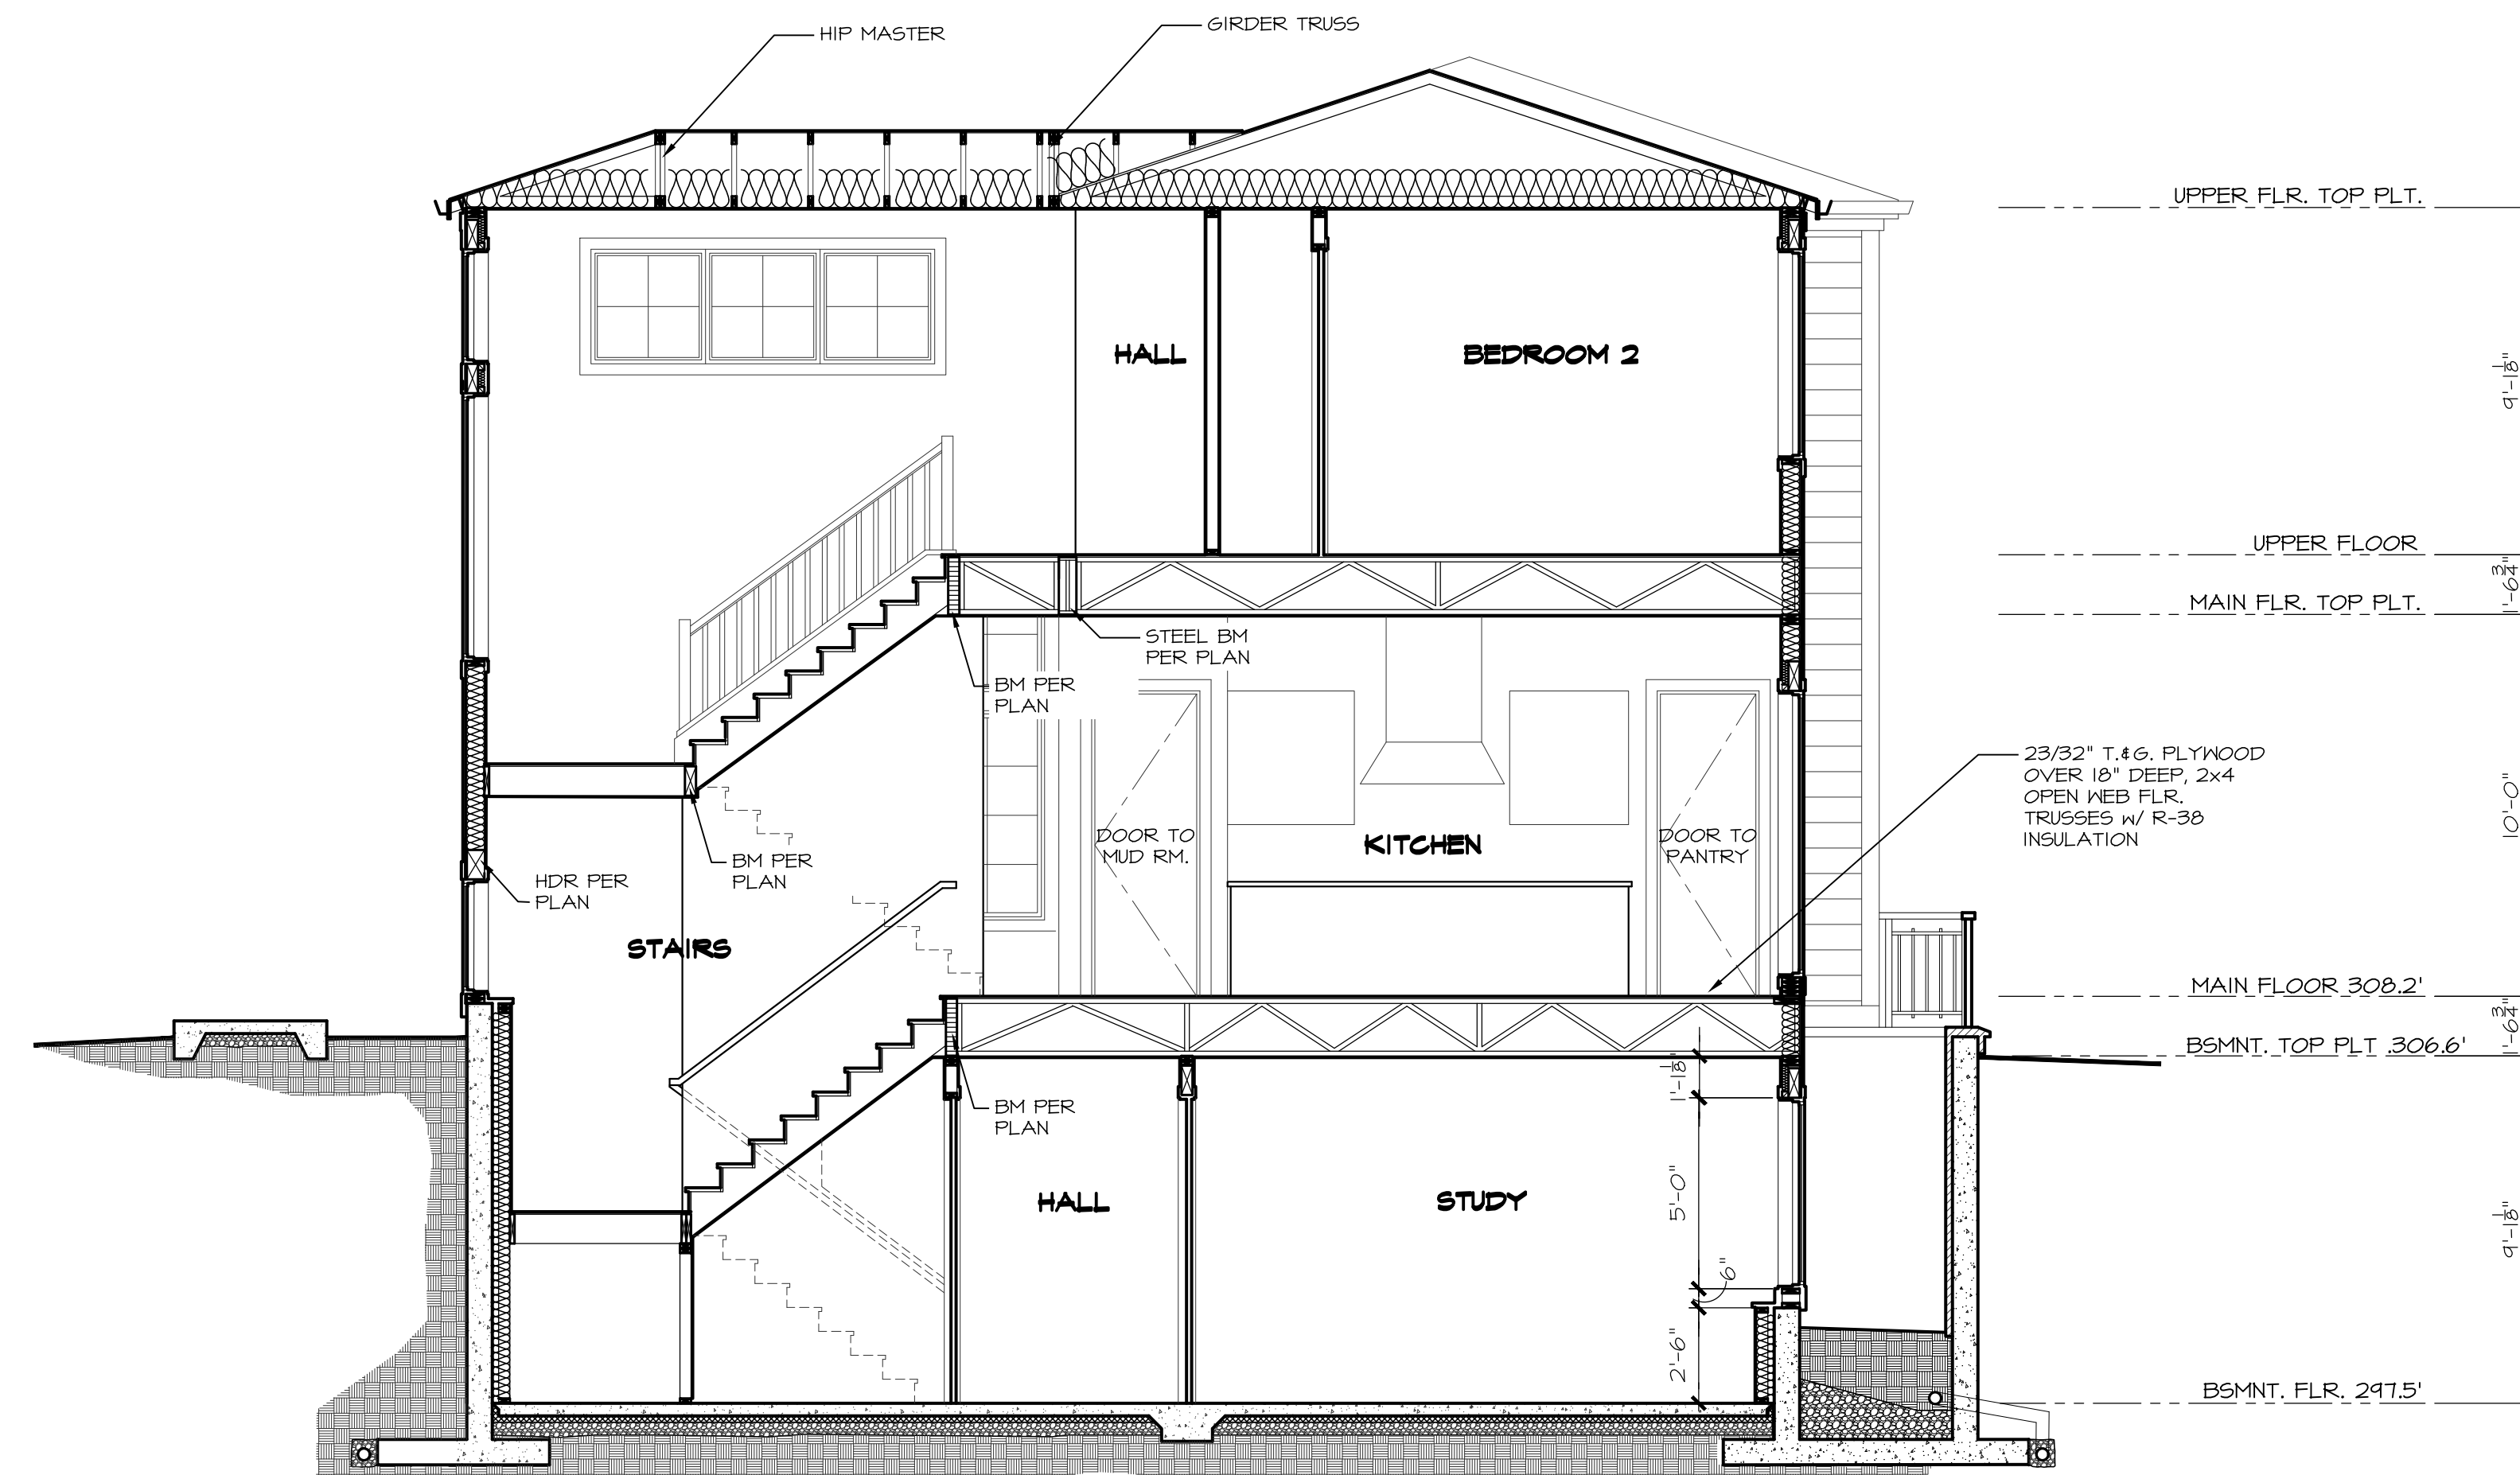 HIP MASTER
GIRDER TRUSS
UPPER FLR. TOP PLT.
HALL
BEDROOM 2
9'-1 1/8"
UPPER FLOOR
1'-6 3/4"
MAIN FLR. TOP PLT.
STEEL BM
PER PLAN
BM PER
PLAN
23/32" T.&G. PLYWOOD
OVER 18" DEEP, 2x4
OPEN WEB FLR.
TRUSSES W/ R-38
INSULATION
10'-0"
DOOR TO
MUD RM.
KITCHEN
DOOR TO
PANTRY
BM PER
PLAN
HDR PER
PLAN
STAIRS
MAIN FLOOR 308.2'
1'-6 3/4"
BSMNT. TOP PLT .306.6'
1'-1 1/8"
BM PER
PLAN
HALL
STUDY
5'-0"
9'-1 1/8"
6"
2'-6"
BSMNT. FLR. 297.5'